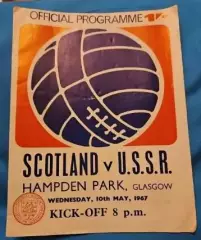 OFFICIAL PROGRAMME
SCOTLAND v U.S.S.R.
HAMPDEN PARK, GLASGOW
WEDNESDAY, 10th MAY, 1967
KICK-OFF 8 p.m.